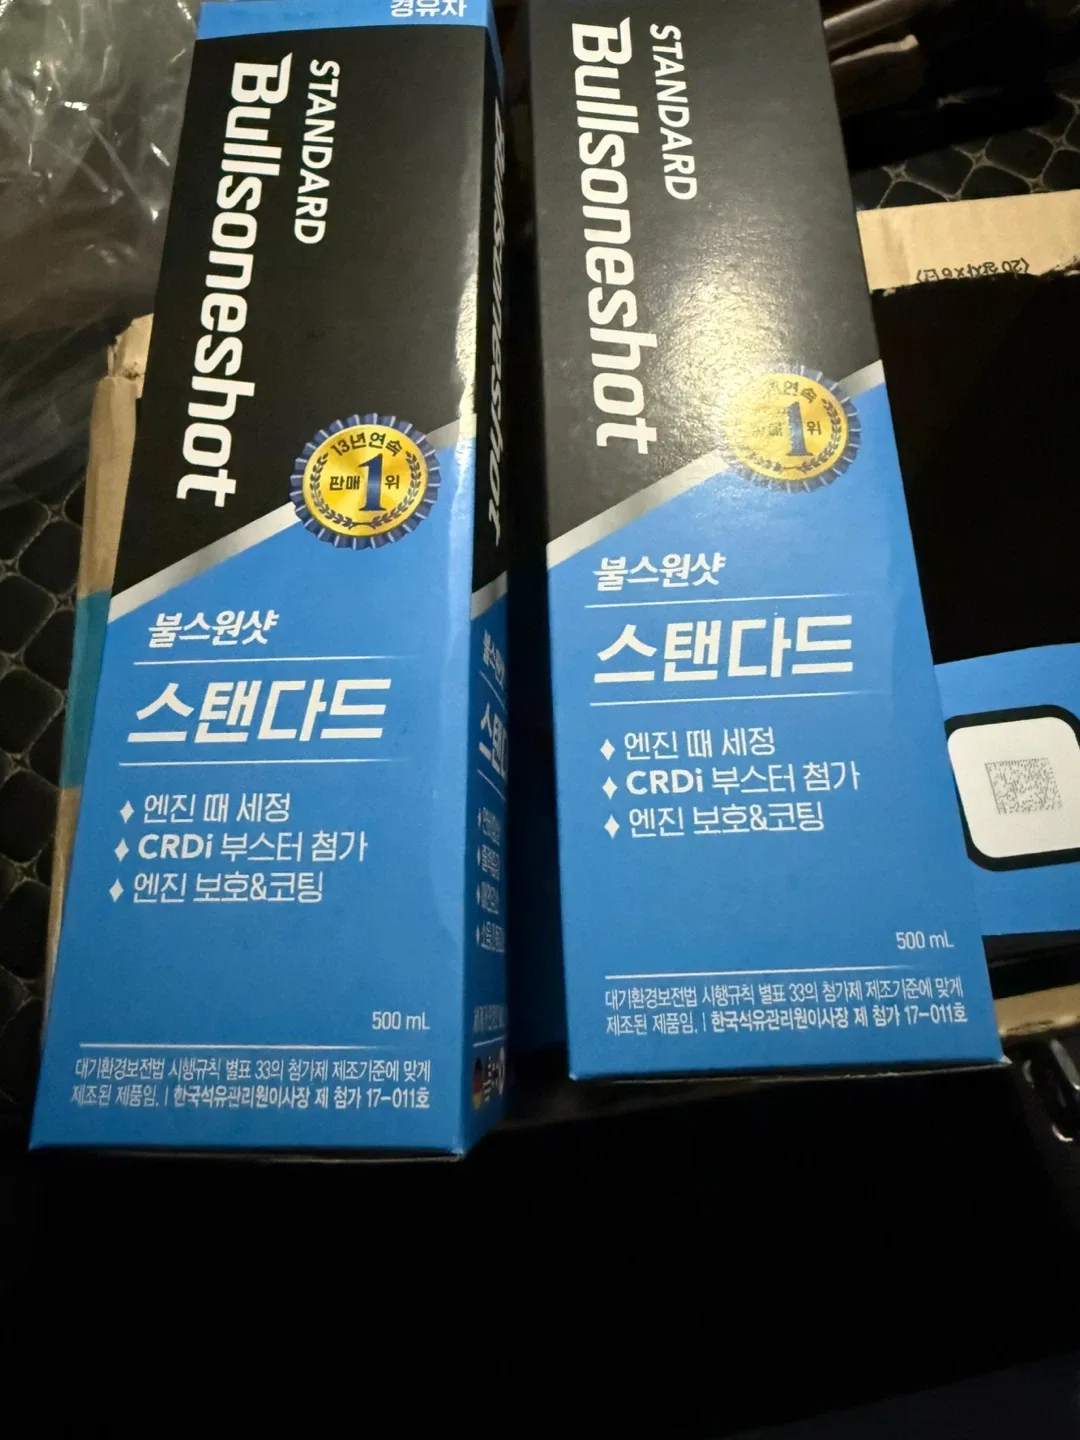 경유차
STANDARD
Bullsoneshot
13년연속
판매 1위
불스원샷
스탠다드
엔진 때 세정
CRDi 부스터 첨가
엔진 보호&코팅
500 mL
대기환경보전법 시행규칙 별표 33의 첨가제 제조기준에 맞게
제조된 제품임. | 한국석유관리원이사장 제 첨가 17-011호
Bullsoneshot
STANDARD
Bullsoneshot
연속
1위
불스원샷
스탠다드
엔진 때 세정
CRDi 부스터 첨가
엔진 보호&코팅
500 mL
대기환경보전법 시행규칙 별표 33의 첨가제 제조기준에 맞게
제조된 제품임. | 한국석유관리원이사장 제 첨가 17-011호